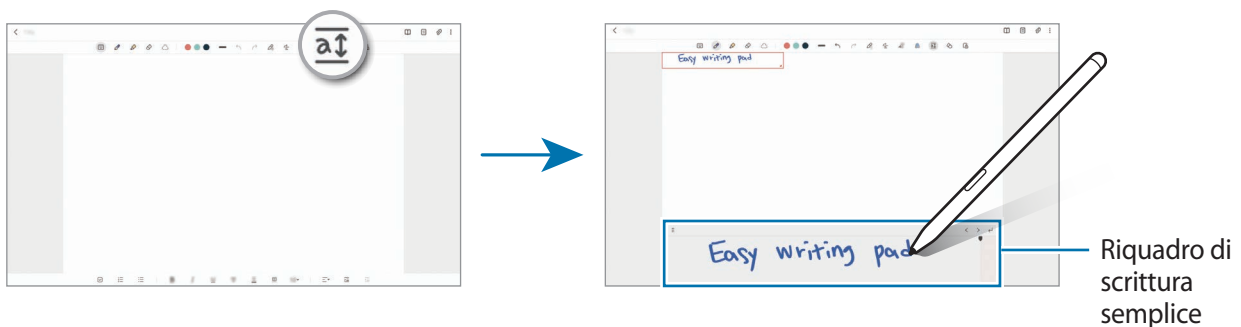 a
Easy writing pad
Easy writing pad
Riquadro di
scrittura
semplice